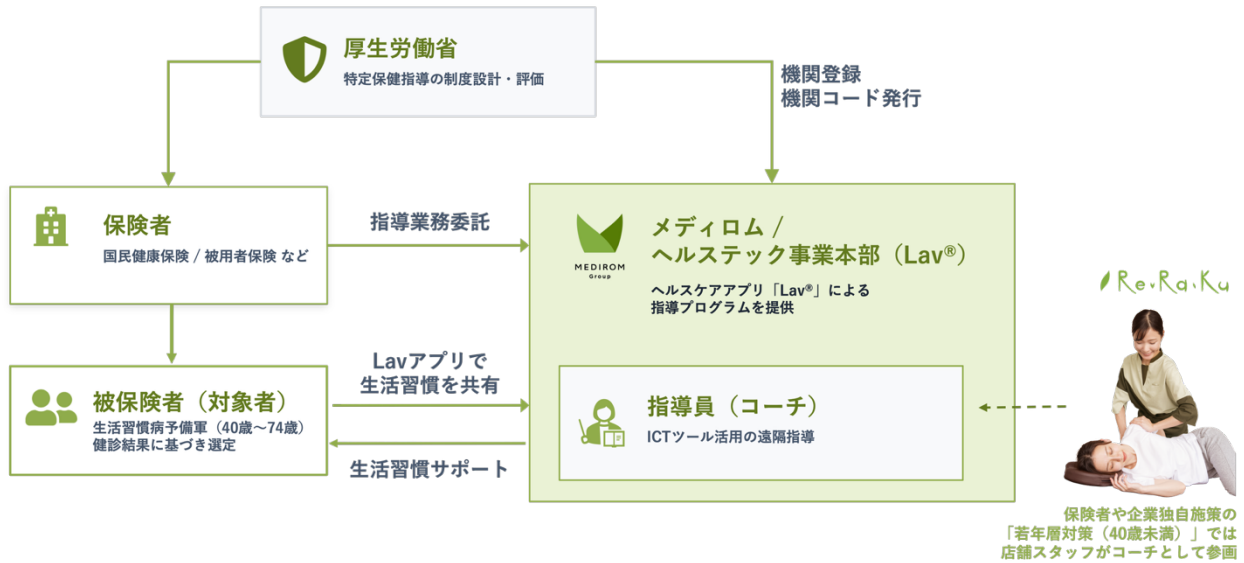 厚生労働省
特定保健指導の制度設計・評価
機関登録
機関コード発行
保険者
国民健康保険 / 被用者保険 など
指導業務委託
MEDIROM
Group
メディロム /
ヘルステック事業本部（Lav®）
ヘルスケアアプリ「Lav®」による
指導プログラムを提供
Re.Ra.Ku
被保険者（対象者）
生活習慣病予備軍（40歳〜74歳）
健診結果に基づき選定
Lavアプリで
生活習慣を共有
生活習慣サポート
指導員（コーチ）
ICTツール活用の遠隔指導
保険者や企業独自施策の
「若年層対策（40歳未満）」では
店舗スタッフがコーチとして参画